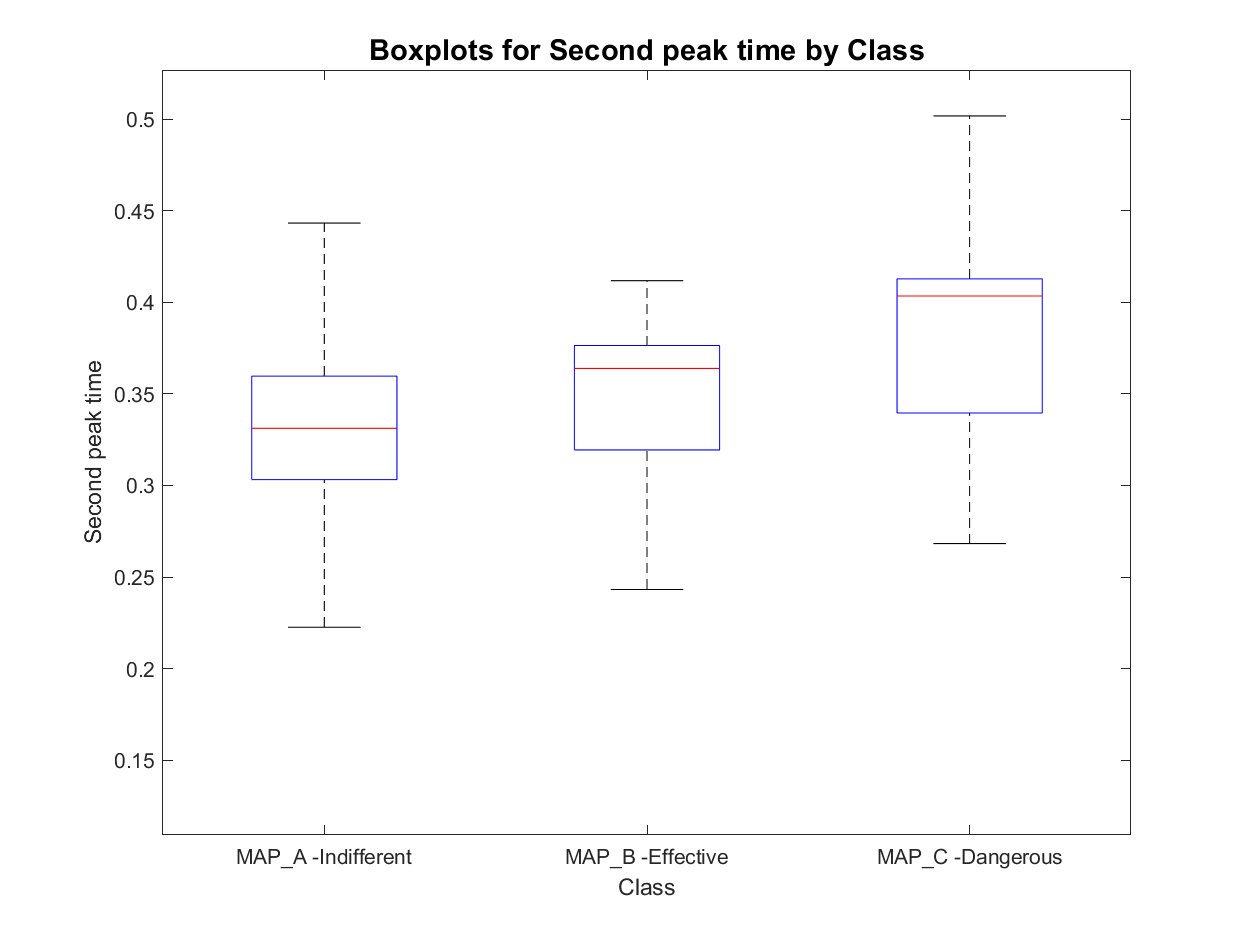 Boxplots for Second peak time by Class
Second peak time
0.5
0.45
0.4
0.35
0.3
0.25
0.2
0.15
MAP_A -Indifferent
MAP_B -Effective
MAP_C -Dangerous
Class